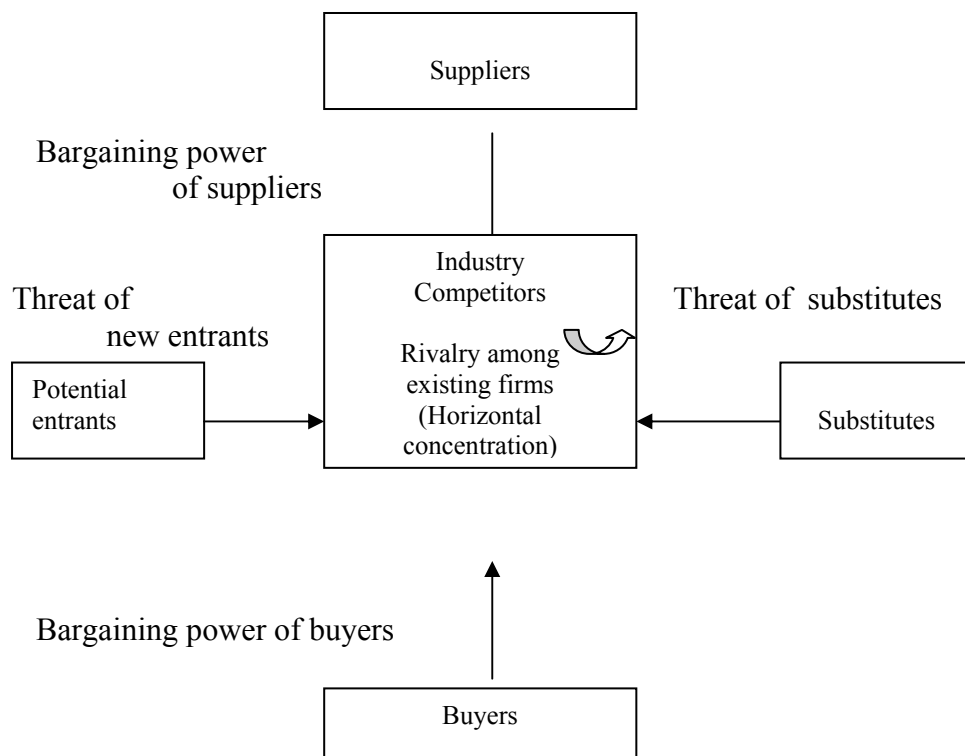 Suppliers
Bargaining power
of suppliers
Industry
Competitors
Rivalry among
existing firms
(Horizontal
concentration)
Threat of
new entrants
Threat of  substitutes
Potential
entrants
Substitutes
Bargaining power of buyers
Buyers